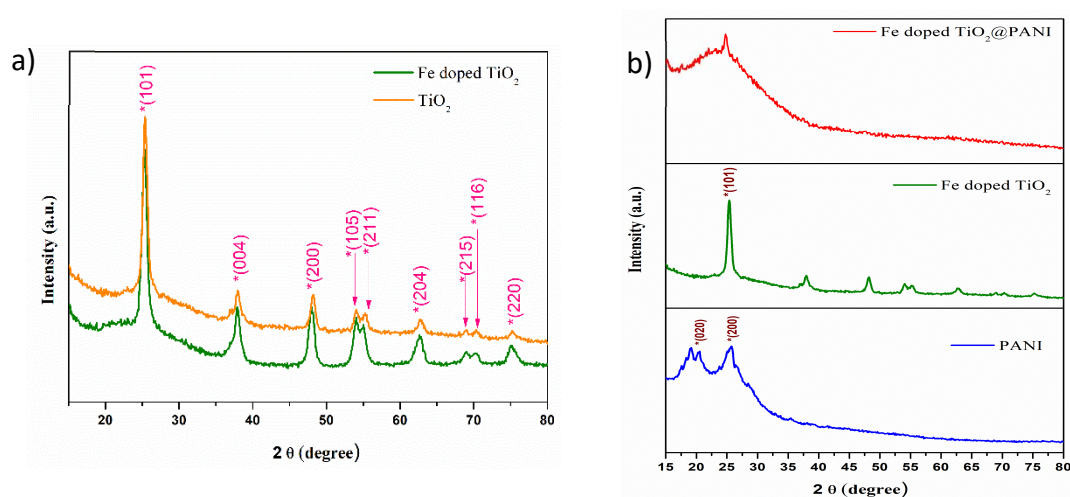 a)
Fe doped TiO₂
TiO₂
*(101)
*(004)
*(200)
*(105)
*(211)
*(204)
*(215)
*(116)
*(220)
Intensity (a.u.)
20 30 40 50 60 70 80
2 θ (degree)
b)
Fe doped TiO₂@PANI
Fe doped TiO₂
*(101)
PANI
*(020)
*(200)
Intensity (a.u.)
15 20 25 30 35 40 45 50 55 60 65 70 75 80
2 θ (degree)